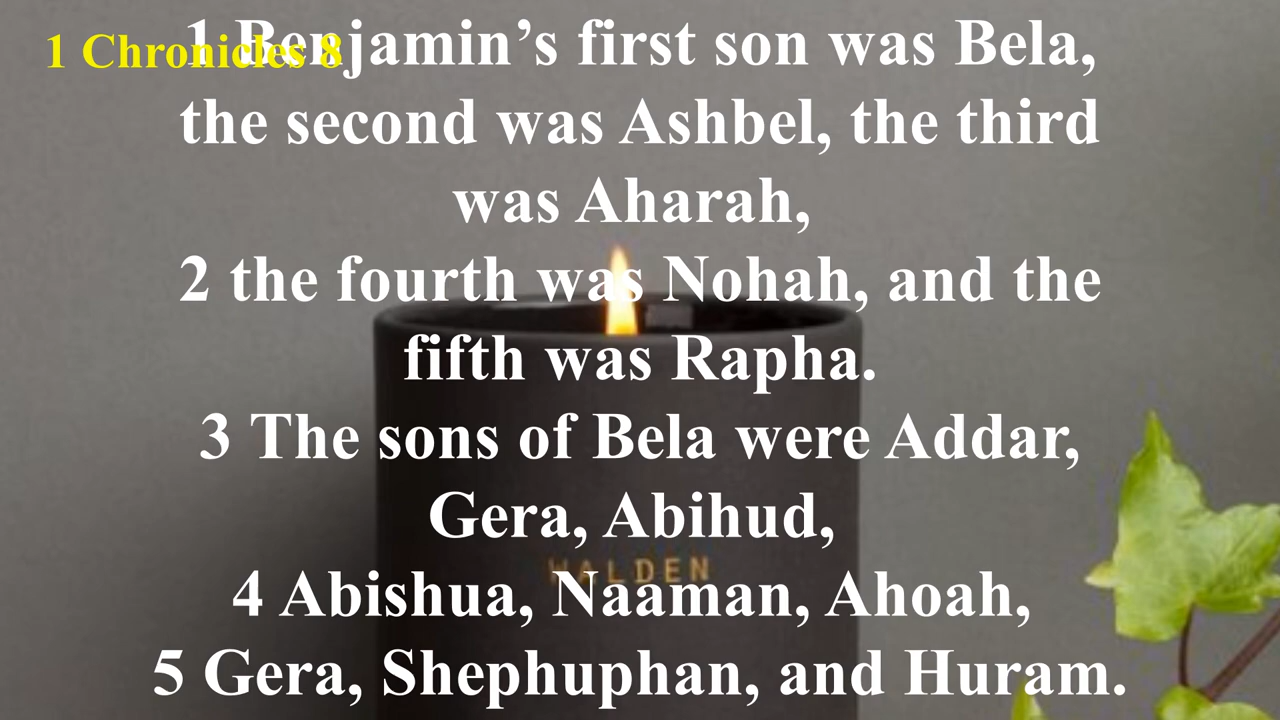 1 Chronicles 8
1 Benjamin’s first son was Bela,
the second was Ashbel, the third
was Aharah,
2 the fourth was Nohah, and the
fifth was Rapha.
3 The sons of Bela were Addar,
Gera, Abihud,
WALDEN
4 Abishua, Naaman, Ahoah,
5 Gera, Shephuphan, and Huram.